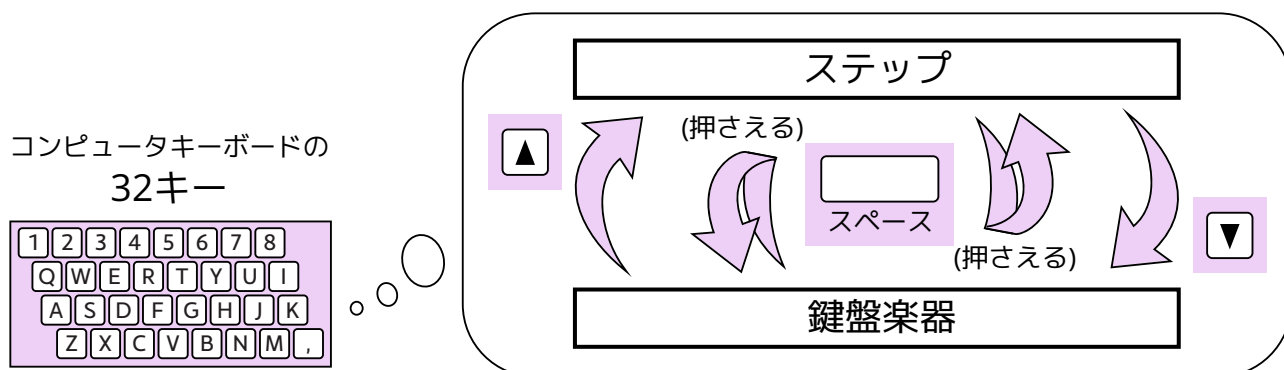 コンピュータキーボードの
32キー
1 2 3 4 5 6 7 8
Q W E R T Y U I
A S D F G H J K
Z X C V B N M ,
ステップ
▲
(押さえる)
スペース
(押さえる)
▼
鍵盤楽器